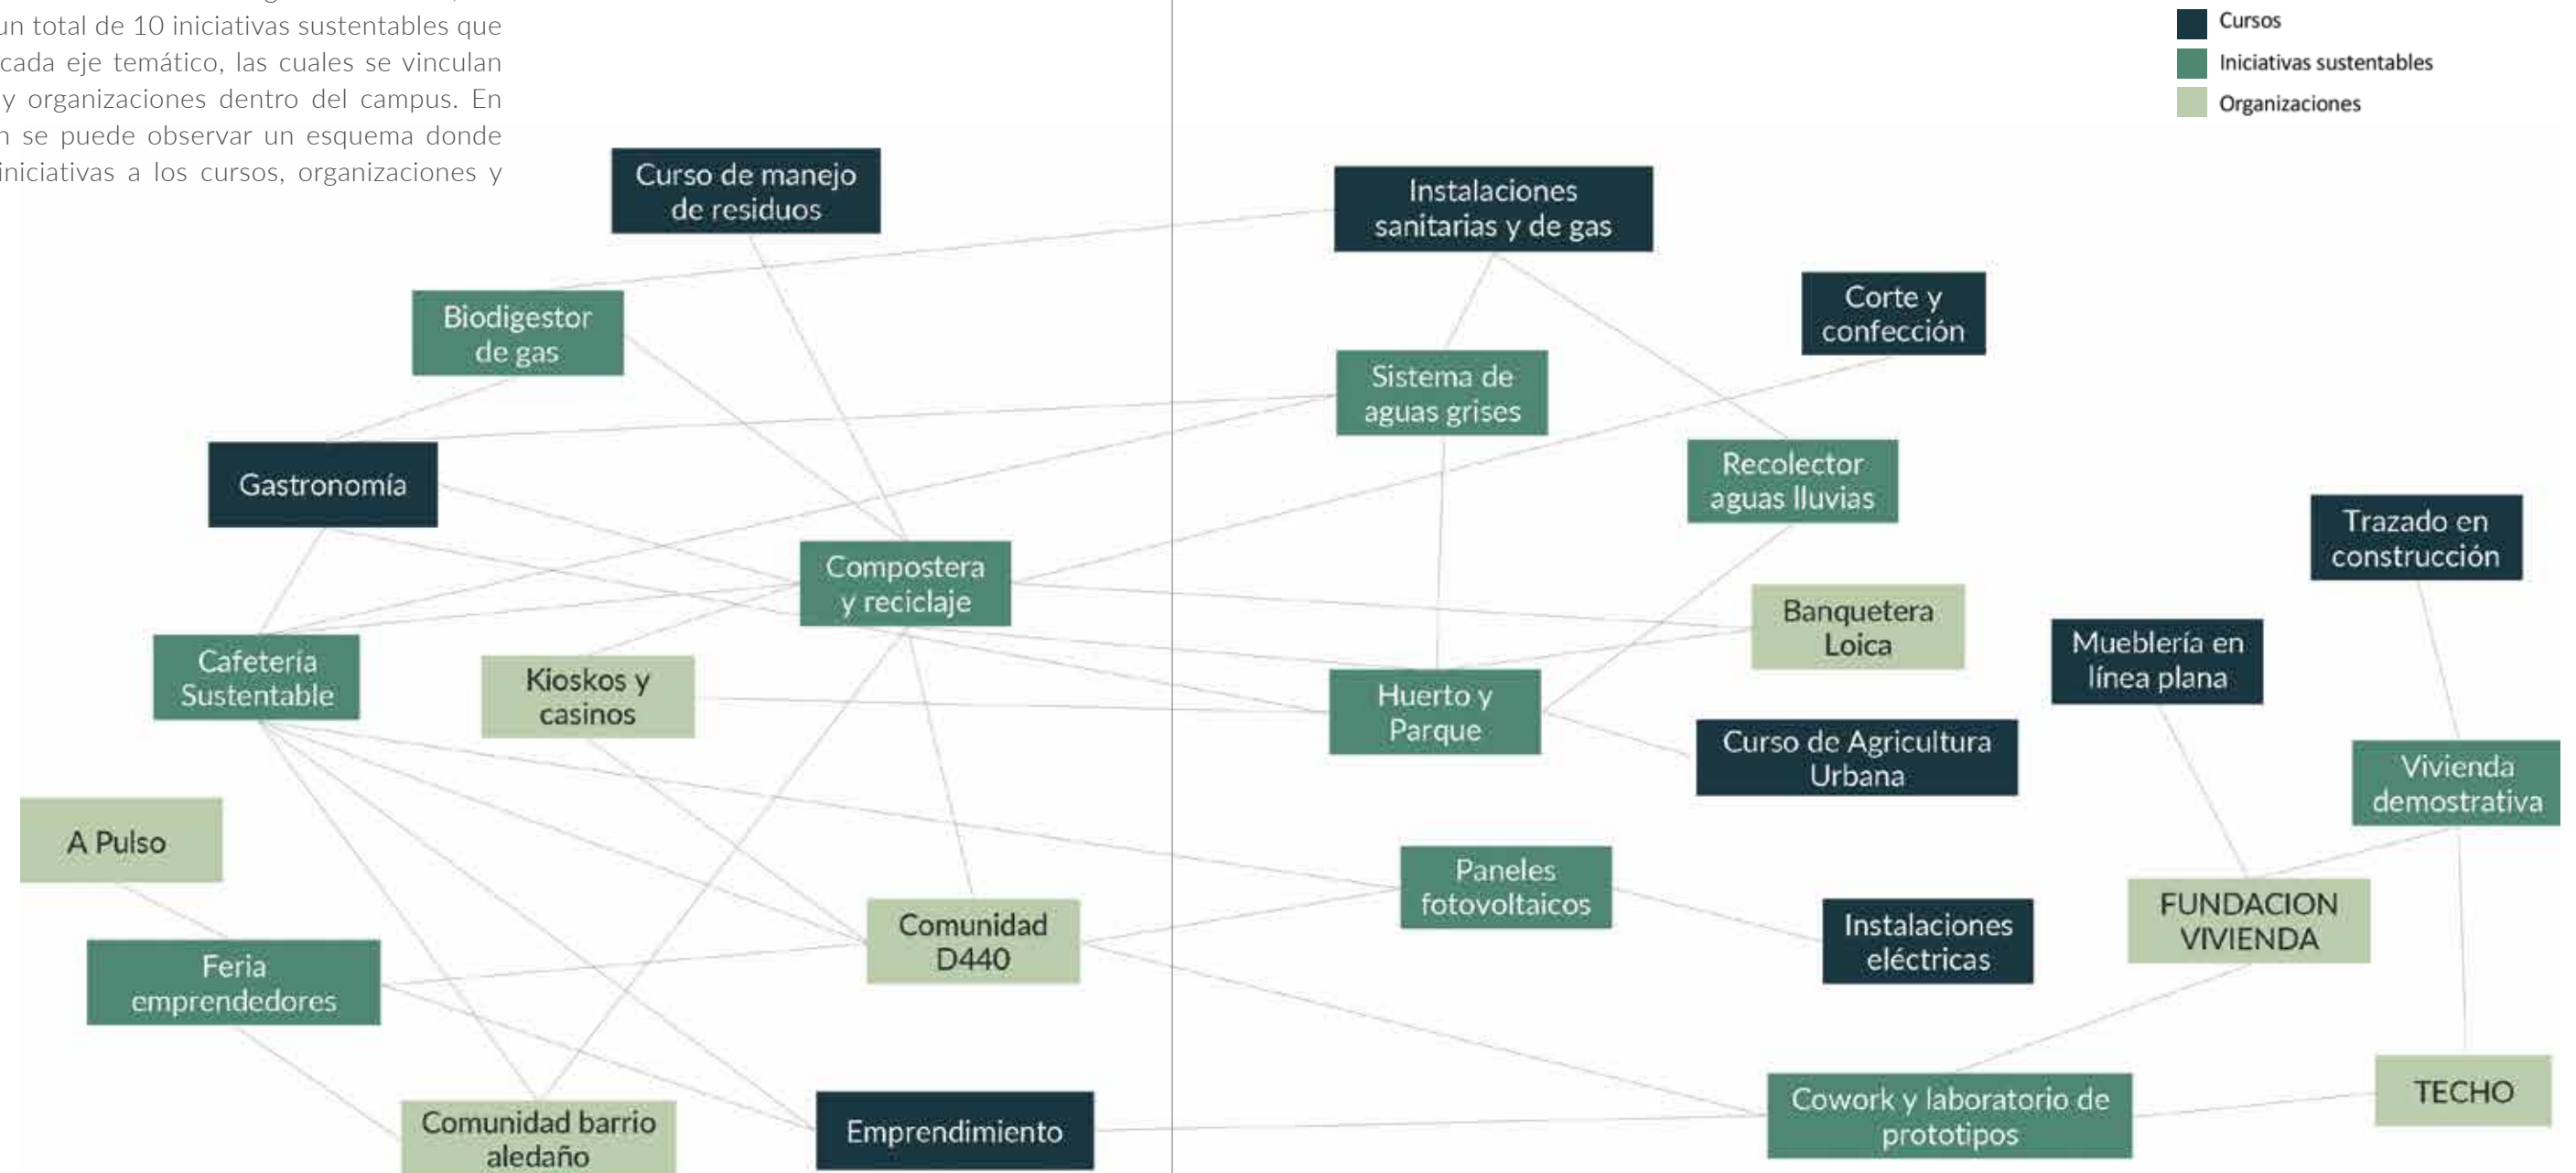 un total de 10 iniciativas sustentables que
cada eje temático, las cuales se vinculan
y organizaciones dentro del campus. En
se puede observar un esquema donde
iniciativas a los cursos, organizaciones y
Cursos
Iniciativas sustentables
Organizaciones
Curso de manejo
de residuos
Instalaciones
sanitarias y de gas
Biodigestor
de gas
Corte y
confección
Sistema de
aguas grises
Gastronomía
Recolector
aguas lluvias
Trazado en
construcción
Compostera
y reciclaje
Banquetera
Loica
Mueblería en
línea plana
Cafetería
Sustentable
Kioskos y
casinos
Huerto y
Parque
Curso de Agricultura
Urbana
Vivienda
demostrativa
A Pulso
Paneles
fotovoltaicos
Comunidad
D440
Instalaciones
eléctricas
FUNDACION
VIVIENDA
Feria
emprendedores
Comunidad barrio
aledaño
Emprendimiento
Cowork y laboratorio de
prototipos
TECHO